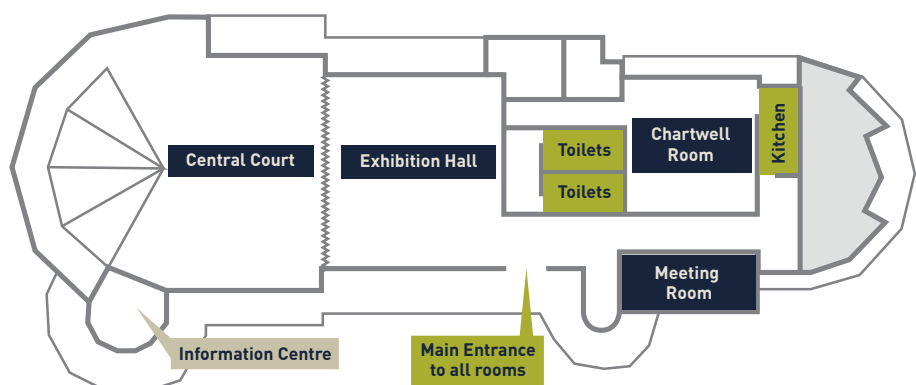 Central Court
Exhibition Hall
Toilets
Toilets
Chartwell
Room
Kitchen
Meeting
Room
Information Centre
Main Entrance
to all rooms